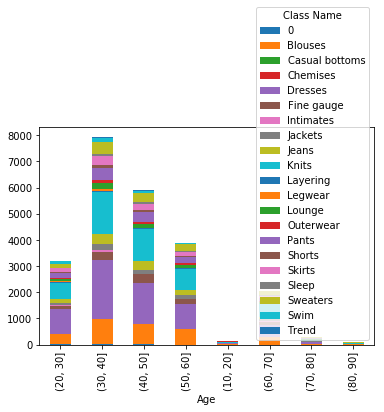 Class Name
0
Blouses
Casual bottoms
Chemises
Dresses
Fine gauge
Intimates
Jackets
Jeans
Knits
Layering
Legwear
Lounge
Outerwear
Pants
Shorts
Skirts
Sleep
Sweaters
Swim
Trend
8000
7000
6000
5000
4000
3000
2000
1000
0
(20, 30]
(30, 40]
(40, 50]
(50, 60]
(10, 20]
(60, 70]
(70, 80]
(80, 90]
Age